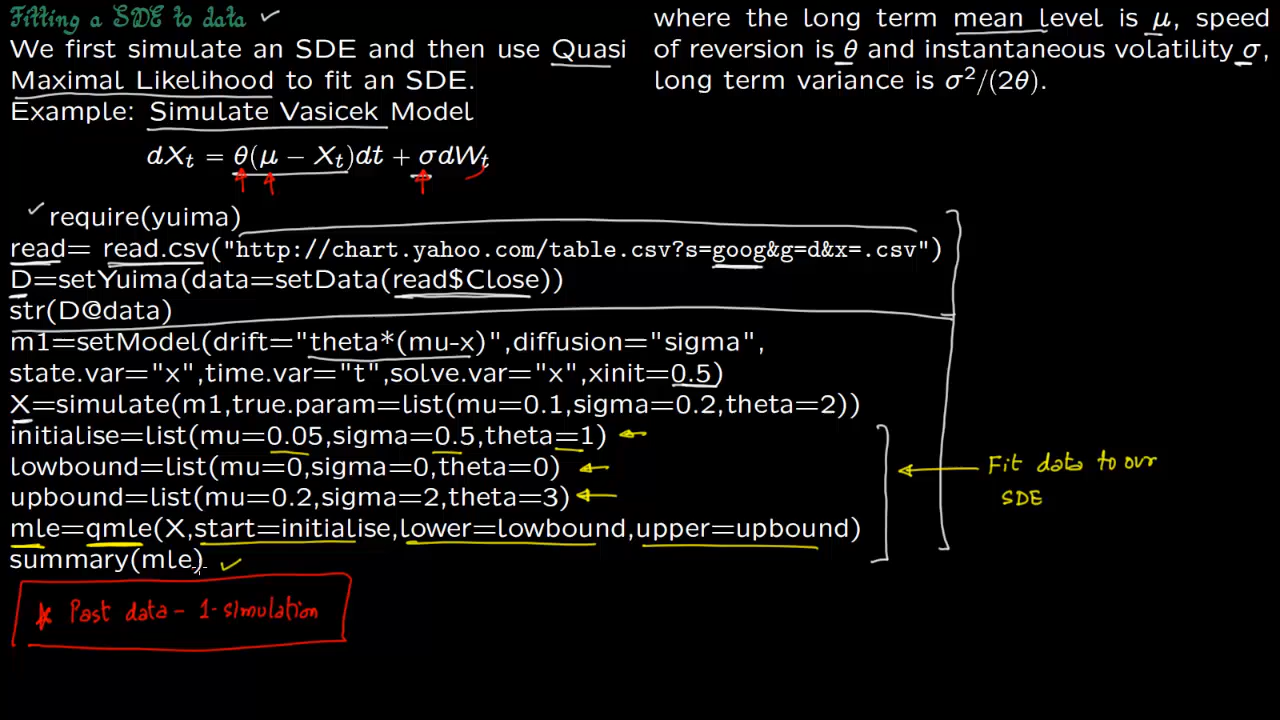 Fitting a SDE to data ✓
We first simulate an SDE and then use Quasi
Maximal Likelihood to fit an SDE.
Example: Simulate Vasicek Model
dXₜ = θ(μ − Xₜ)dt + σdWₜ
✓ require(yuima)
read= read.csv("http://chart.yahoo.com/table.csv?s=goog&g=d&x=.csv")
D=setYuima(data=setData(read$Close))
str(D@data)
m1=setModel(drift="theta*(mu-x)",diffusion="sigma",
state.var="x",time.var="t",solve.var="x",xinit=0.5)
X=simulate(m1,true.param=list(mu=0.1,sigma=0.2,theta=2))
initialise=list(mu=0.05,sigma=0.5,theta=1)
lowbound=list(mu=0,sigma=0,theta=0)
upbound=list(mu=0.2,sigma=2,theta=3)
mle=qmle(X,start=initialise,lower=lowbound,upper=upbound)
summary(mle) ✓
* Past data - 1-simulation
where the long term mean level is μ, speed
of reversion is θ and instantaneous volatility σ,
long term variance is σ²/(2θ).
Fit data to our
SDE